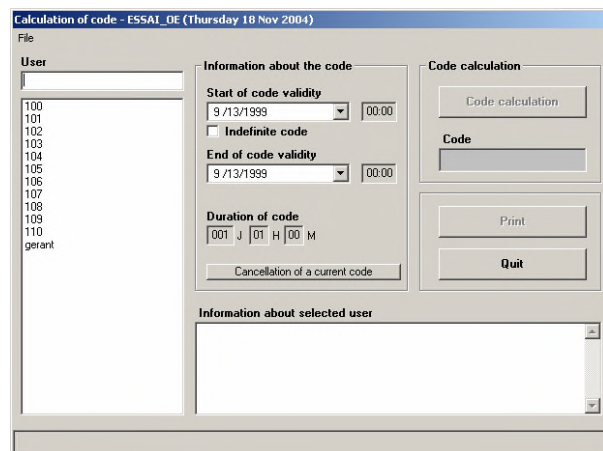 Calculation of code - ESSAI_OE (Thursday 18 Nov 2004)
File
User
100
101
102
103
104
105
106
107
108
109
110
gerant
Information about the code
Start of code validity
9 /13/1999 00:00
Indefinite code
End of code validity
9 /13/1999 00:00
Duration of code
001 J 01 H 00 M
Cancellation of a current code
Code calculation
Code calculation
Code
Print
Quit
Information about selected user